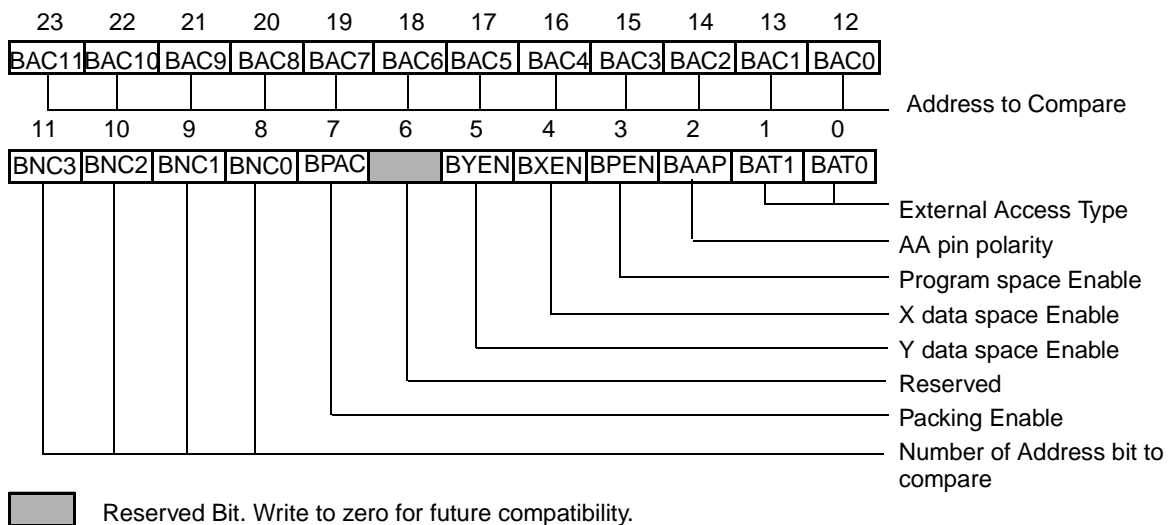 23 22 21 20 19 18 17 16 15 14 13 12
BAC11 BAC10 BAC9 BAC8 BAC7 BAC6 BAC5 BAC4 BAC3 BAC2 BAC1 BAC0
Address to Compare
11 10 9 8 7 6 5 4 3 2 1 0
BNC3 BNC2 BNC1 BNC0 BPAC BYEN BXEN BPEN BAAP BAT1 BAT0
External Access Type
AA pin polarity
Program space Enable
X data space Enable
Y data space Enable
Reserved
Packing Enable
Number of Address bit to
compare
Reserved Bit. Write to zero for future compatibility.